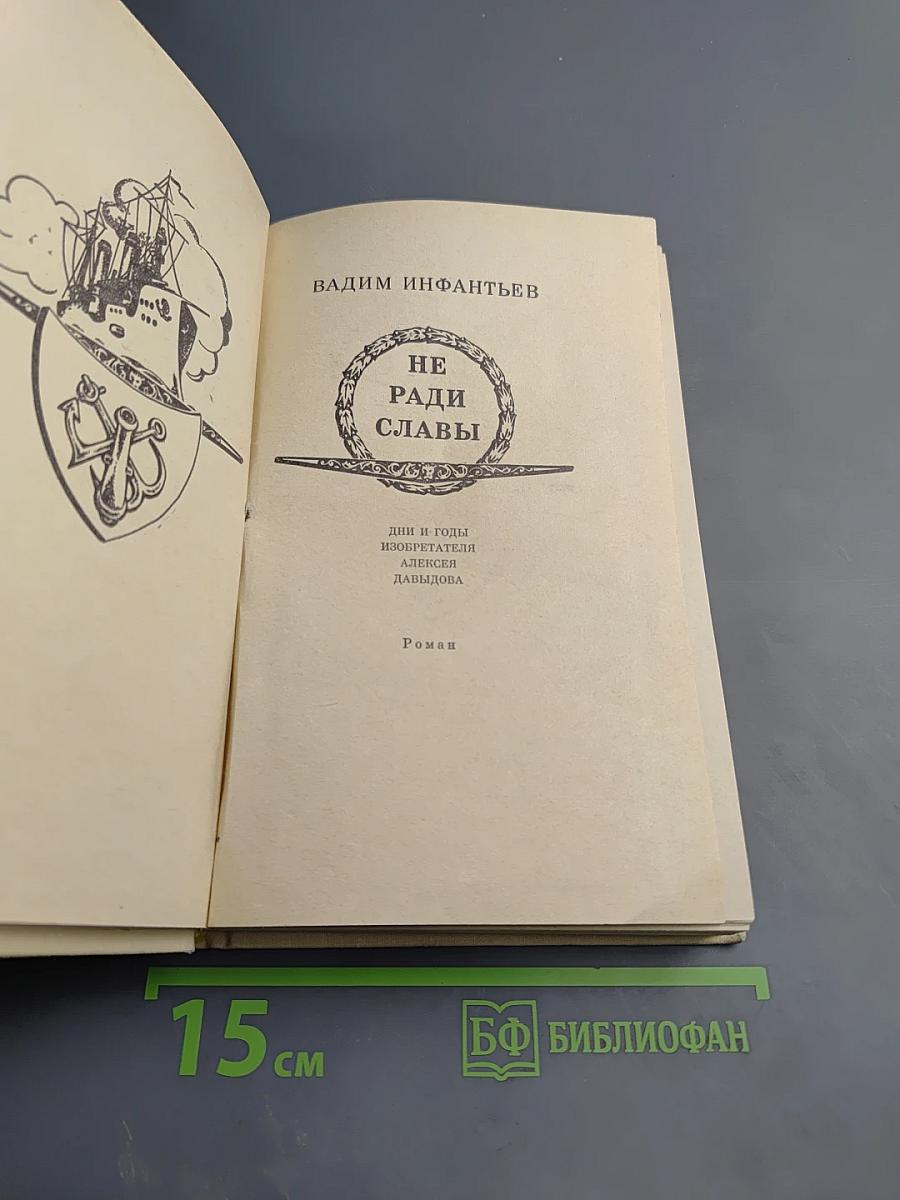 ВАДИМ ИНФАНТЬЕВ
НЕ
РАДИ
СЛАВЫ
ДНИ И ГОДЫ
ИЗОБРЕТАТЕЛЯ
АЛЕКСЕЯ
ДАВЫДОВА
Роман
15 см
БФ БИБЛИОФАН